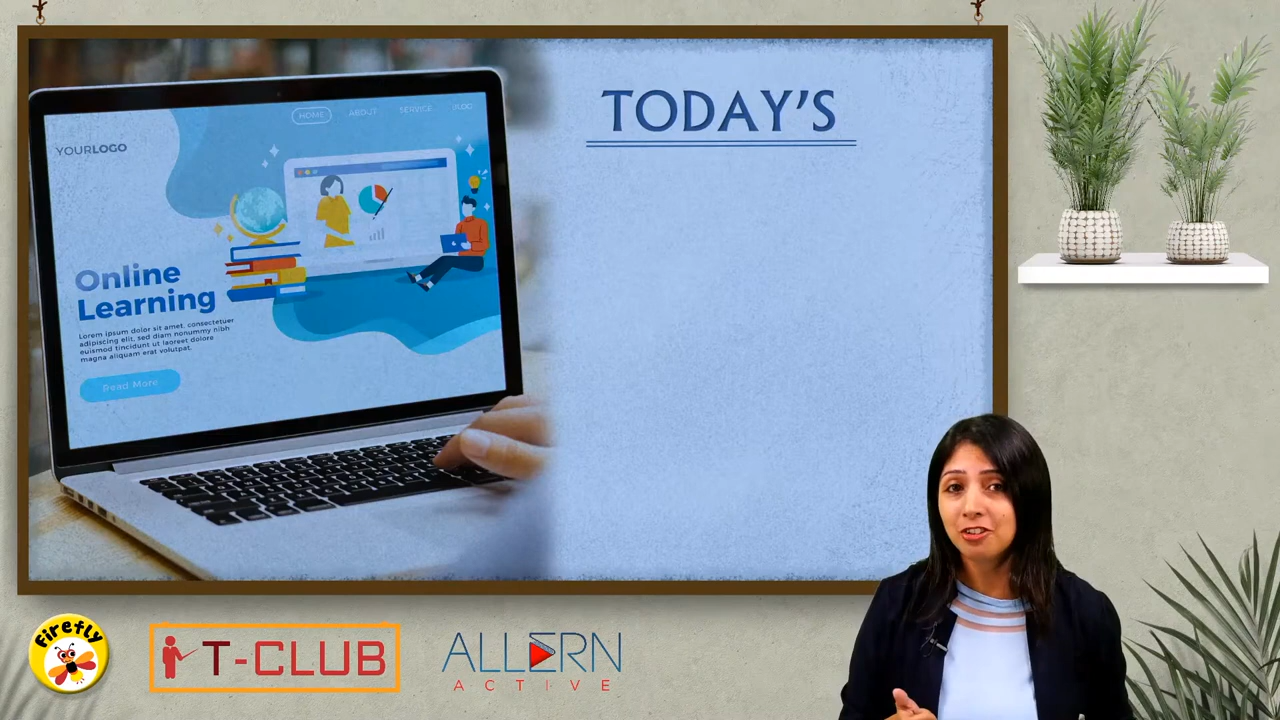 TODAY'S
HOME ABOUT SERVICE BLOG
YOURLOGO
Online
Learning
Lorem ipsum dolor sit amet, consectetuer
adipiscing elit, sed diam nonummy nibh
euismod tincidunt ut laoreet dolore
magna aliquam erat volutpat.
Read More
Firefly
T-CLUB
ALLERN
ACTIVE